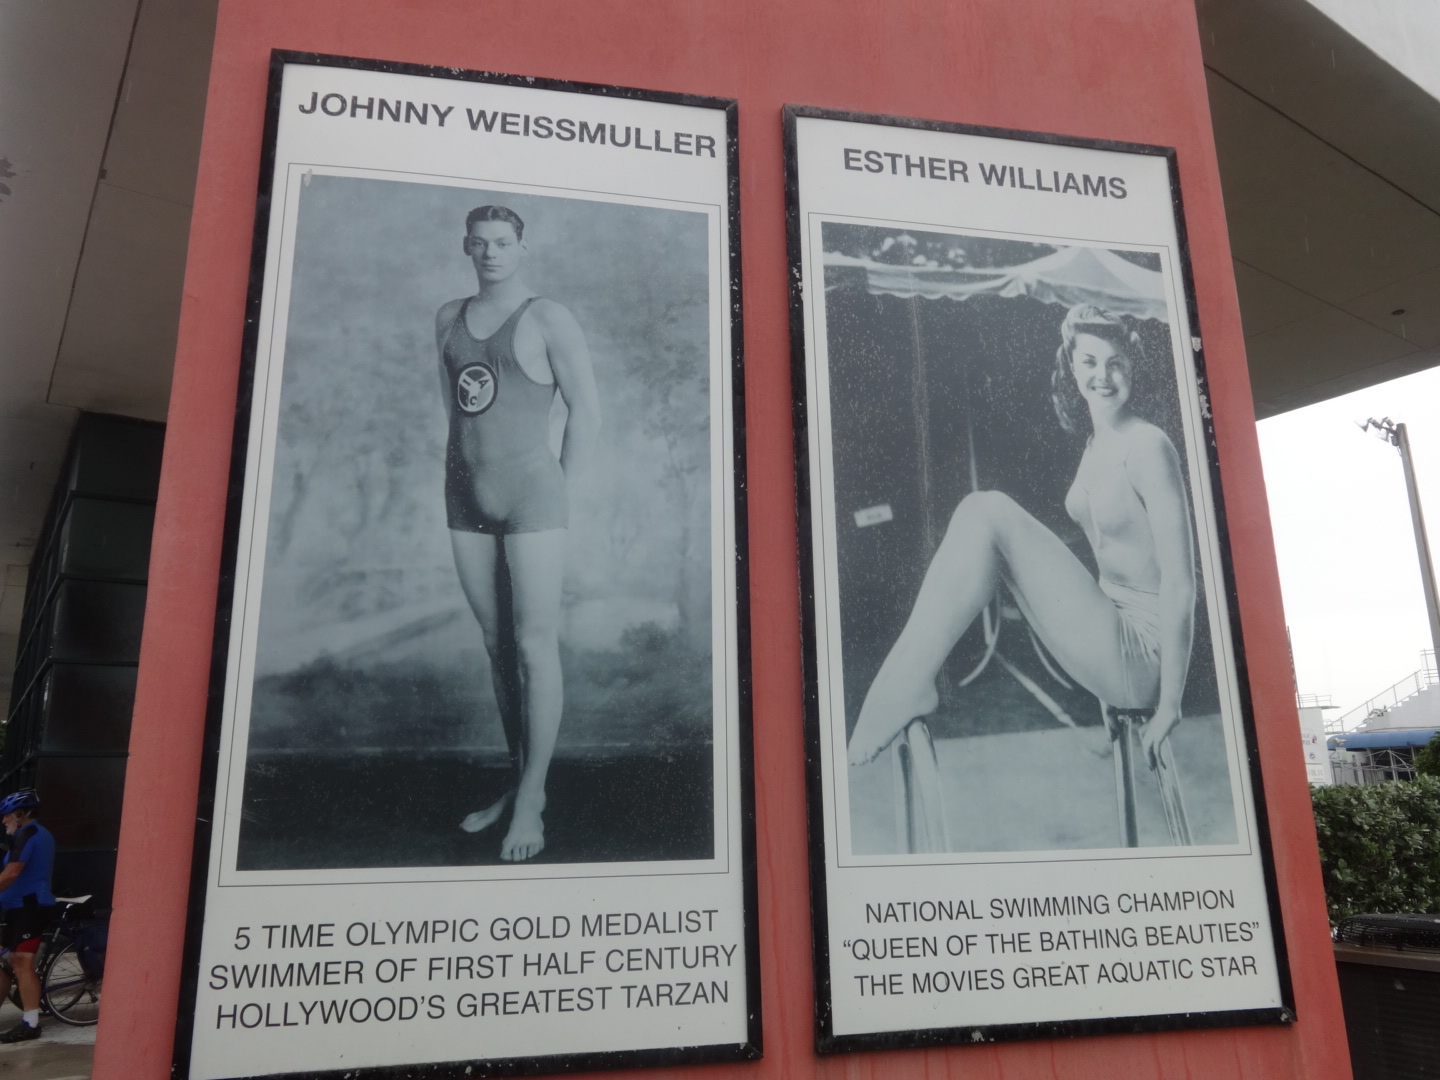 JOHNNY WEISSMULLER
5 TIME OLYMPIC GOLD MEDALIST
SWIMMER OF FIRST HALF CENTURY
HOLLYWOOD'S GREATEST TARZAN
ESTHER WILLIAMS
NATIONAL SWIMMING CHAMPION
“QUEEN OF THE BATHING BEAUTIES”
THE MOVIES GREAT AQUATIC STAR